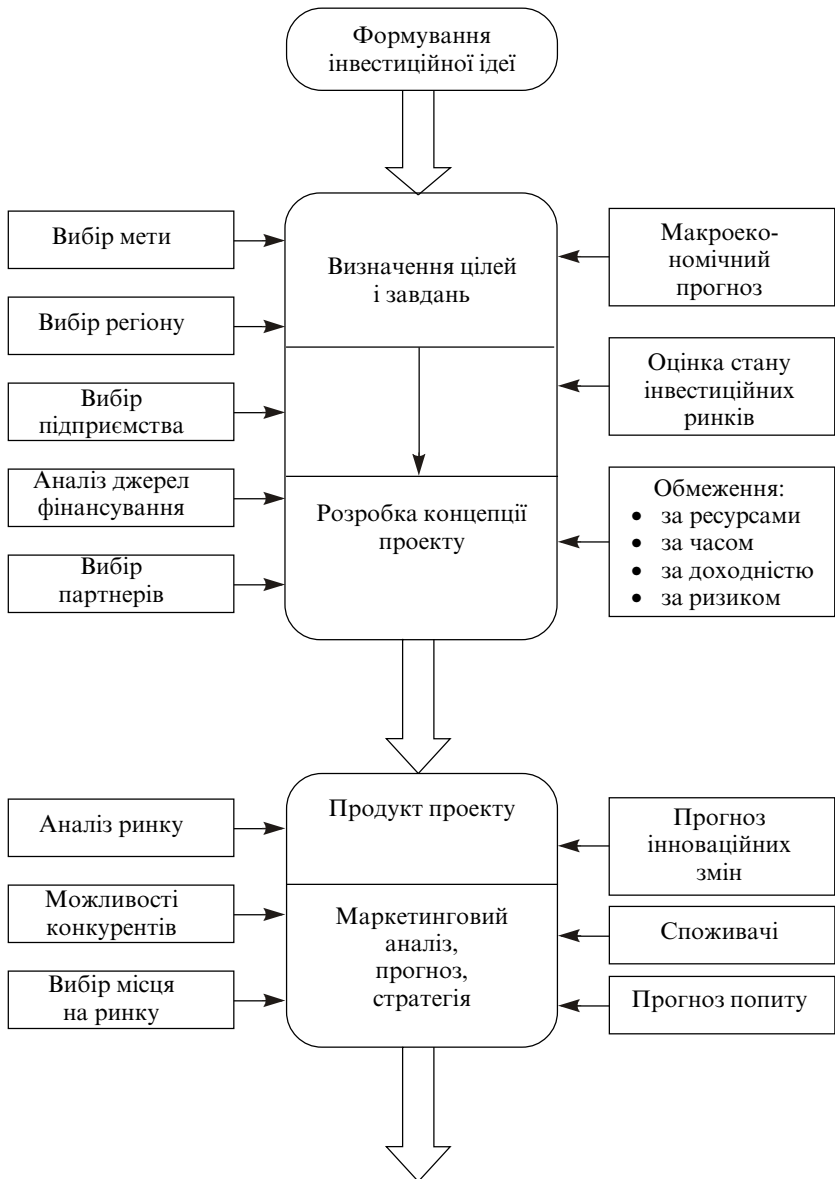 Формування
інвестиційної ідеї
Вибір мети
Вибір регіону
Вибір
підприємства
Аналіз джерел
фінансування
Вибір
партнерів
Визначення цілей
і завдань
Розробка концепції
проекту
Макроеко-
номічний
прогноз
Оцінка стану
інвестиційних
ринків
Обмеження:
• за ресурсами
• за часом
• за доходністю
• за ризиком
Аналіз ринку
Можливості
конкурентів
Вибір місця
на ринку
Продукт проекту
Маркетинговий
аналіз,
прогноз,
стратегія
Прогноз
інноваційних
змін
Споживачі
Прогноз попиту